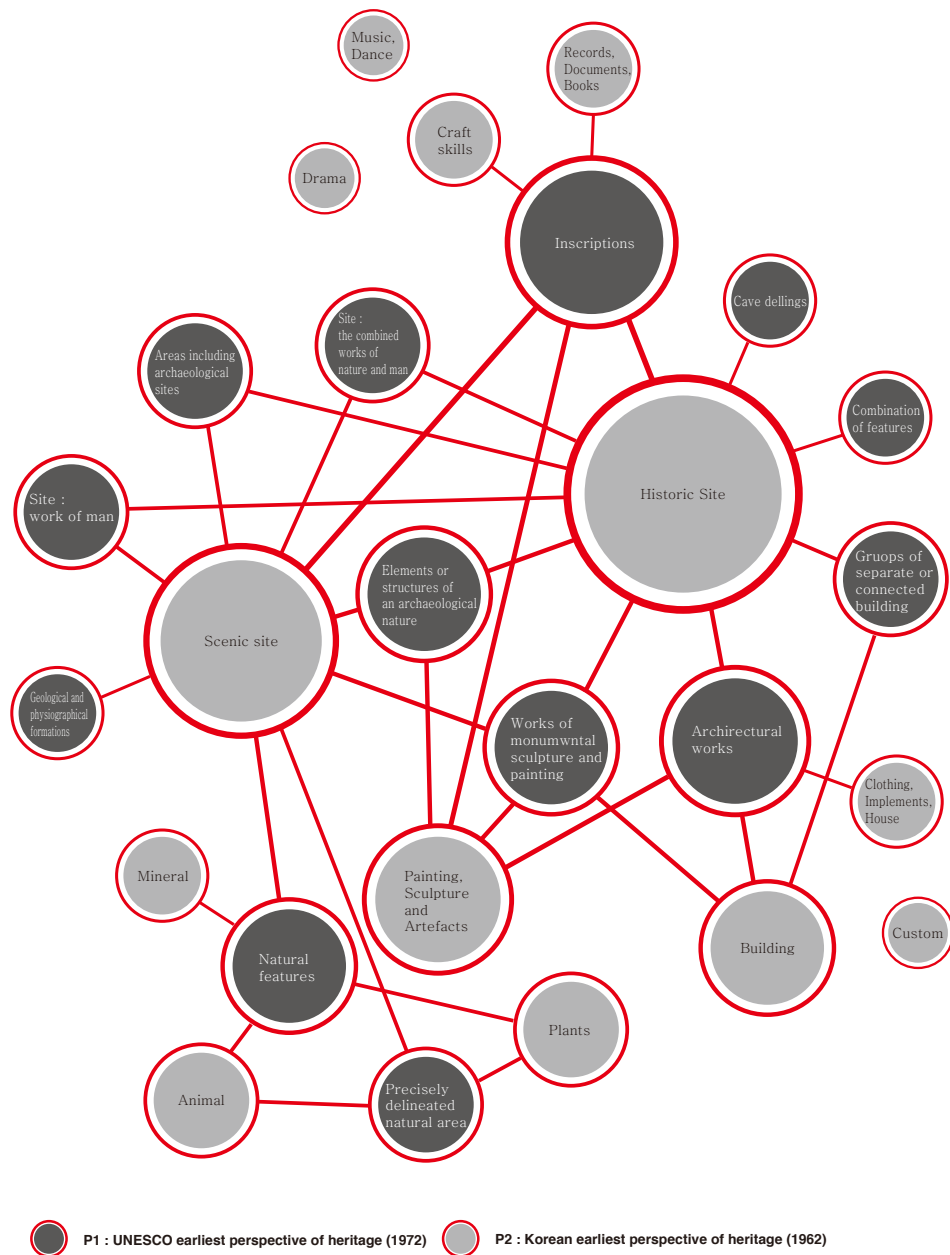 Music,
Dance
Records,
Documents,
Books
Craft
skills
Drama
Inscriptions
Cave dellings
Site :
the combined
works of
nature and man
Areas including
archaeological
sites
Combination
of features
Historic Site
Site :
work of man
Elements or
structures of
an archaeological
nature
Gruops of
separate or
connected
building
Scenic site
Geological and
physiographical
formations
Works of
monumwntal
sculpture and
painting
Archirectural
works
Clothing,
Implements,
House
Mineral
Painting,
Sculpture
and
Artefacts
Custom
Building
Natural
features
Plants
Animal
Precisely
delineated
natural area
P1 : UNESCO earliest perspective of heritage (1972)
P2 : Korean earliest perspective of heritage (1962)